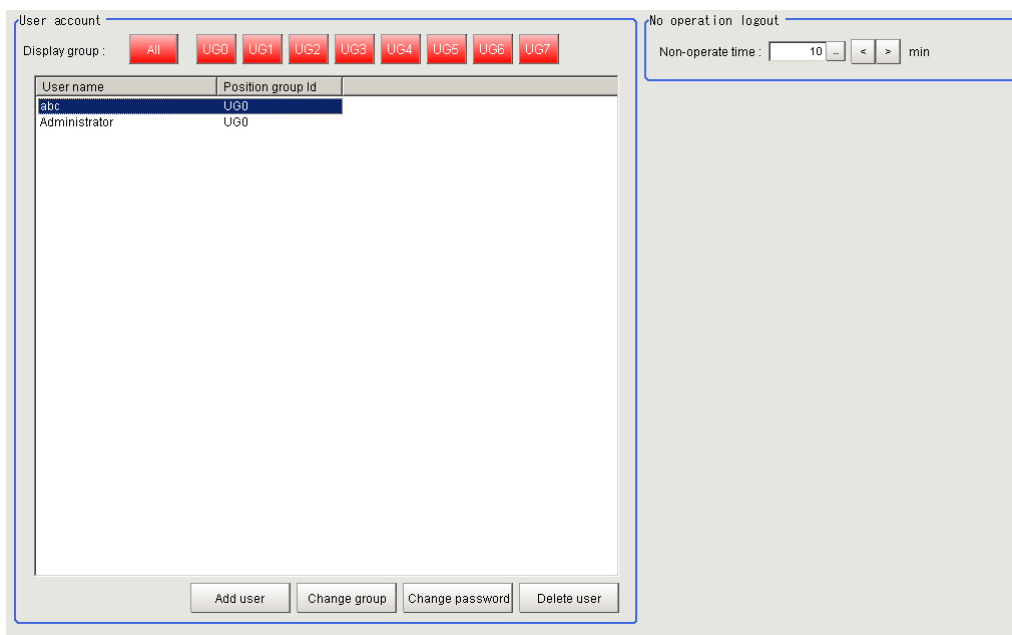 User account
Display group : All UG0 UG1 UG2 UG3 UG4 UG5 UG6 UG7
User name Position group Id
abc UG0
Administrator UG0
Add user Change group Change password Delete user
No operation logout
Non-operate time : 10 ... < > min